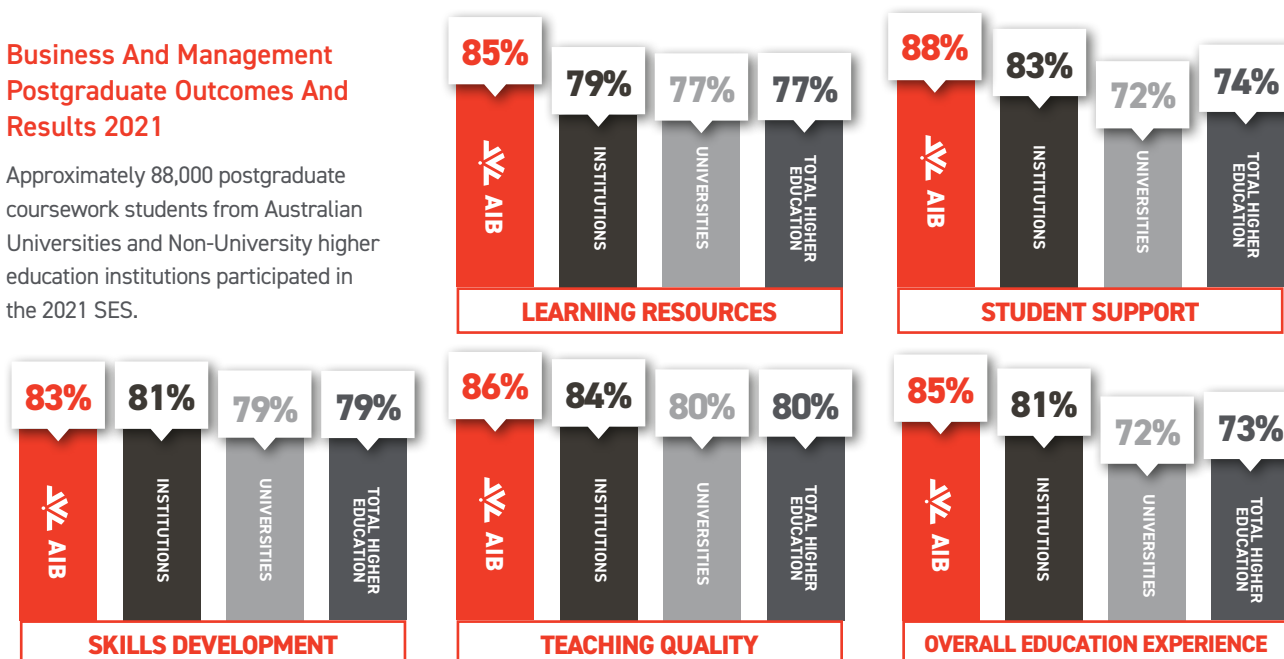 Business And Management
Postgraduate Outcomes And
Results 2021
Approximately 88,000 postgraduate
coursework students from Australian
Universities and Non-University higher
education institutions participated in
the 2021 SES.
85%
79%
77%
77%
AIB
INSTITUTIONS
UNIVERSITIES
TOTAL HIGHER
EDUCATION
LEARNING RESOURCES
88%
83%
72%
74%
AIB
INSTITUTIONS
UNIVERSITIES
TOTAL HIGHER
EDUCATION
STUDENT SUPPORT
83%
81%
79%
79%
AIB
INSTITUTIONS
UNIVERSITIES
TOTAL HIGHER
EDUCATION
SKILLS DEVELOPMENT
86%
84%
80%
80%
AIB
INSTITUTIONS
UNIVERSITIES
TOTAL HIGHER
EDUCATION
TEACHING QUALITY
85%
81%
72%
73%
AIB
INSTITUTIONS
UNIVERSITIES
TOTAL HIGHER
EDUCATION
OVERALL EDUCATION EXPERIENCE